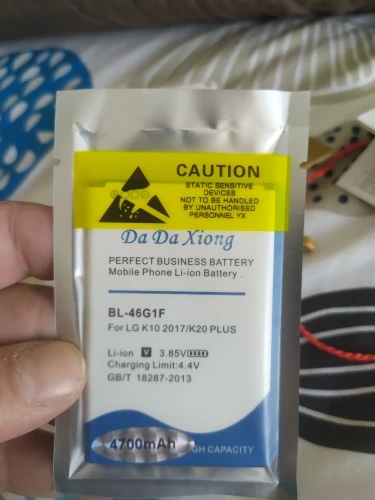 CAUTION
STATIC SENSITIVE
DEVICES
NOT TO BE HANDLED
BY UNAUTHORISED
PERSONNEL YX
Da Da Xiong
PERFECT BUSINESS BATTERY
Mobile Phone Li-ion Battery .
BL-46G1F
For LG K10 2017/K20 PLUS
Li-ion V 3.85V
Charging Limit:4.4V
GB/T 18287-2013
4700mAh
CAPACITY